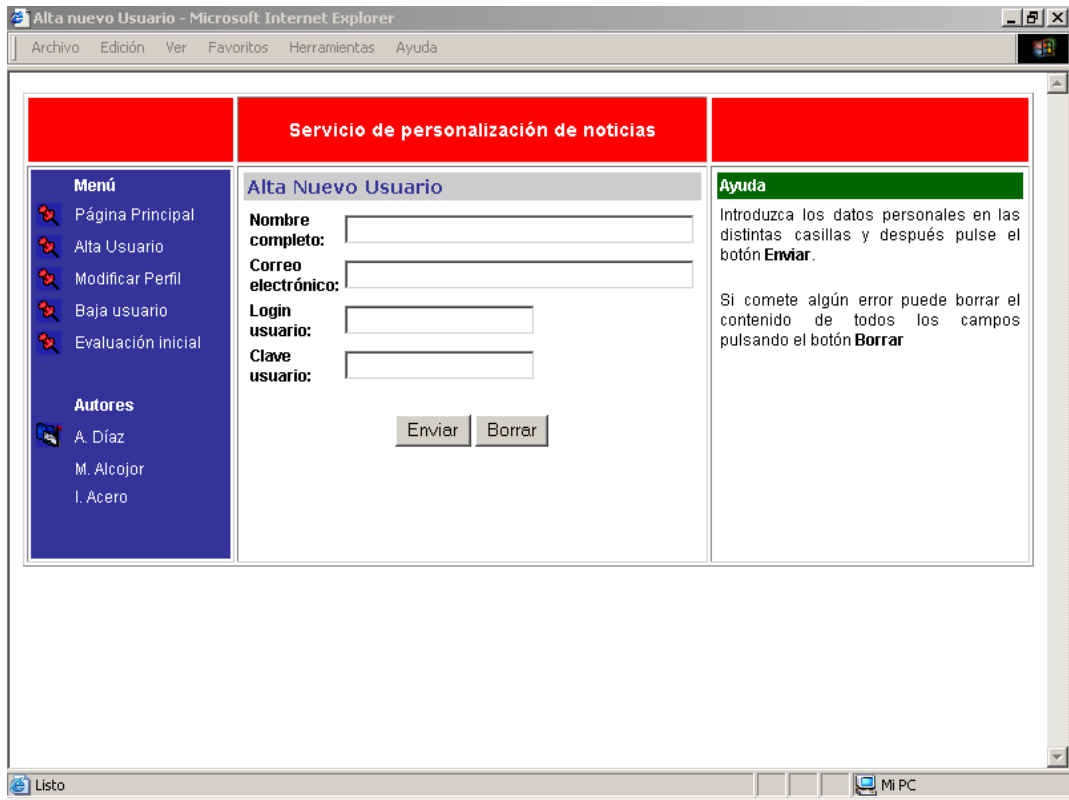 Alta nuevo Usuario - Microsoft Internet Explorer
Archivo Edición Ver Favoritos Herramientas Ayuda
Servicio de personalización de noticias
Menú
Página Principal
Alta Usuario
Modificar Perfil
Baja usuario
Evaluación inicial
Autores
A. Díaz
M. Alcojor
I. Acero
Alta Nuevo Usuario
Nombre
completo:
Correo
electrónico:
Login
usuario:
Clave
usuario:
Enviar Borrar
Ayuda
Introduzca los datos personales en las
distintas casillas y después pulse el
botón Enviar.
Si comete algún error puede borrar el
contenido de todos los campos
pulsando el botón Borrar
Listo
Mi PC